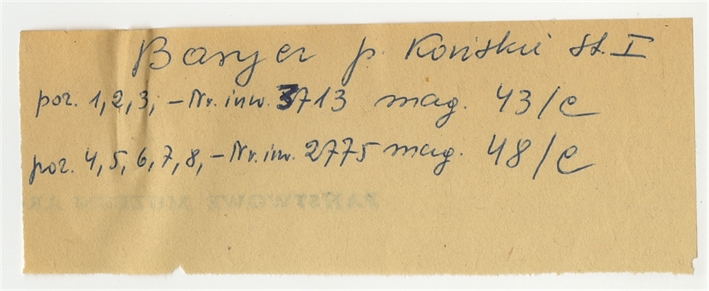 Baryer p. Koński st. I
poz. 1, 2, 3, – Nr. inw. 3713 mag. 43/c
poz. 4, 5, 6, 7, 8, – Nr. inw. 2775 mag. 48/c
PAŃSTWOWE MUZEUM AR